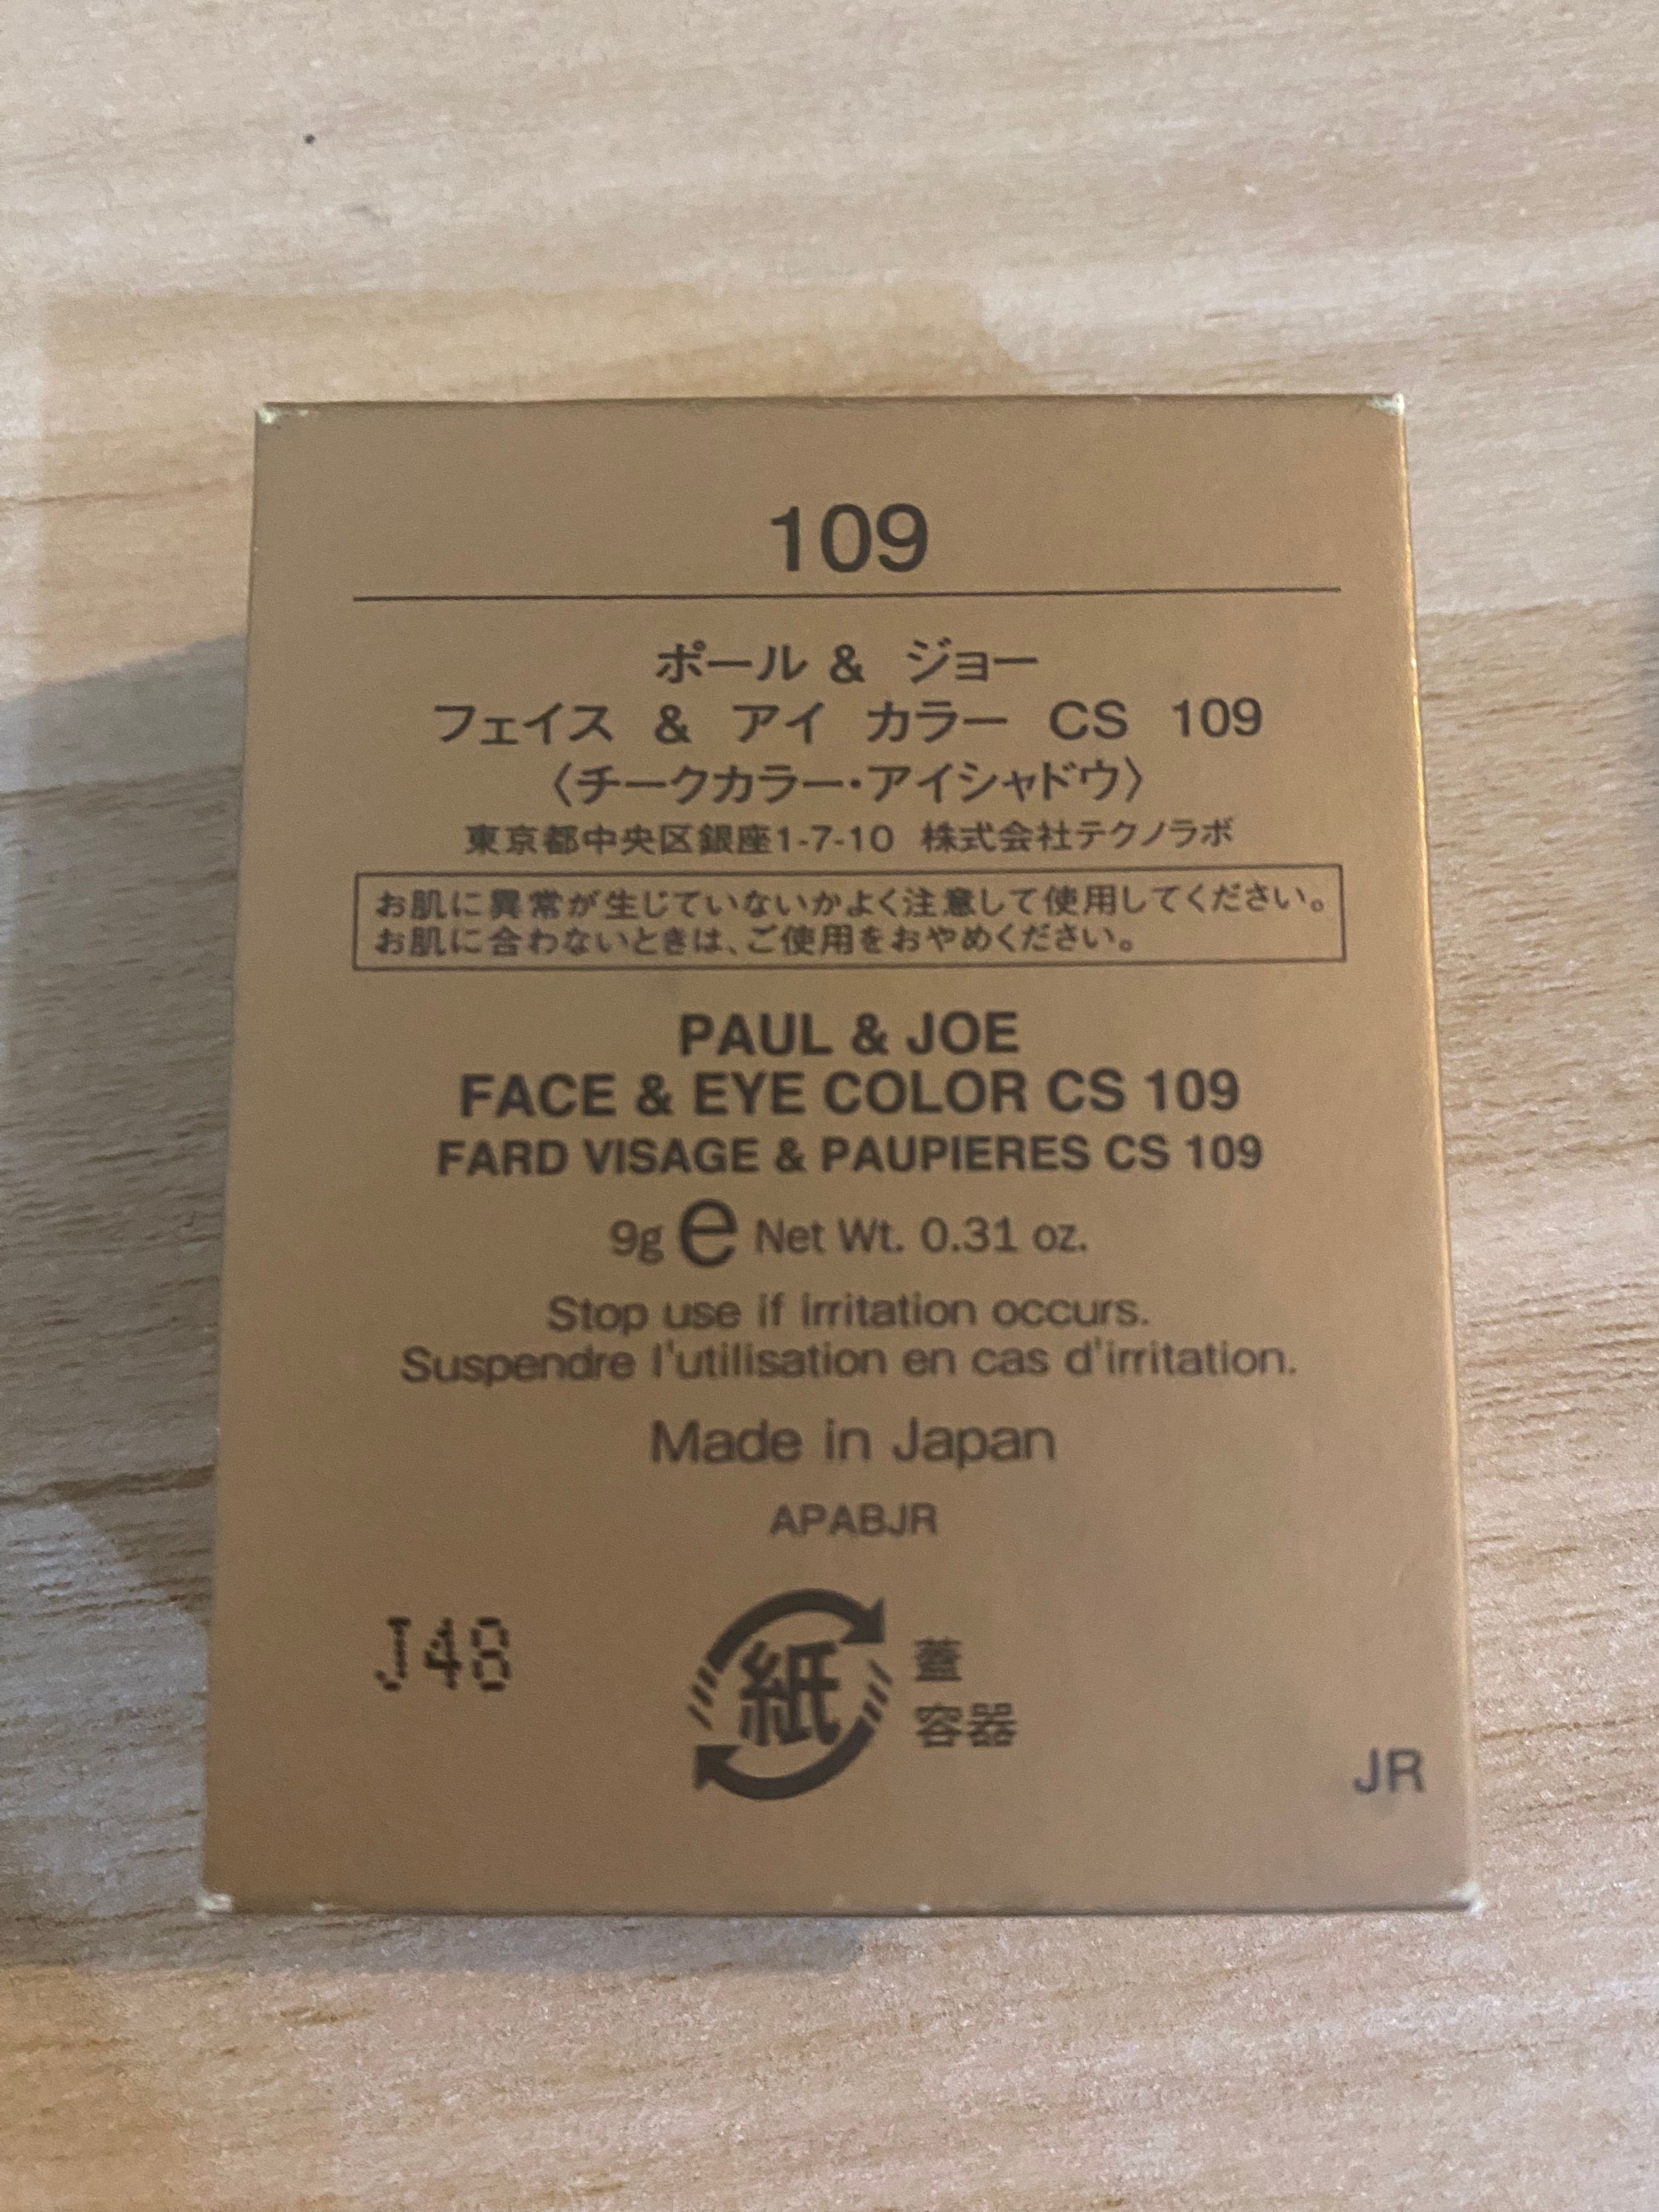 109
ポール & ジョー
フェイス & アイ カラー CS 109
〈チークカラー・アイシャドウ〉
東京都中央区銀座1-7-10 株式会社テクノラボ
お肌に異常が生じていないかよく注意して使用してください。
お肌に合わないときは、ご使用をおやめください。
PAUL & JOE
FACE & EYE COLOR CS 109
FARD VISAGE & PAUPIERES CS 109
9g e Net Wt. 0.31 oz.
Stop use if irritation occurs.
Suspendre l'utilisation en cas d'irritation.
Made in Japan
APABJR
J48
紙
蓋
容器
JR